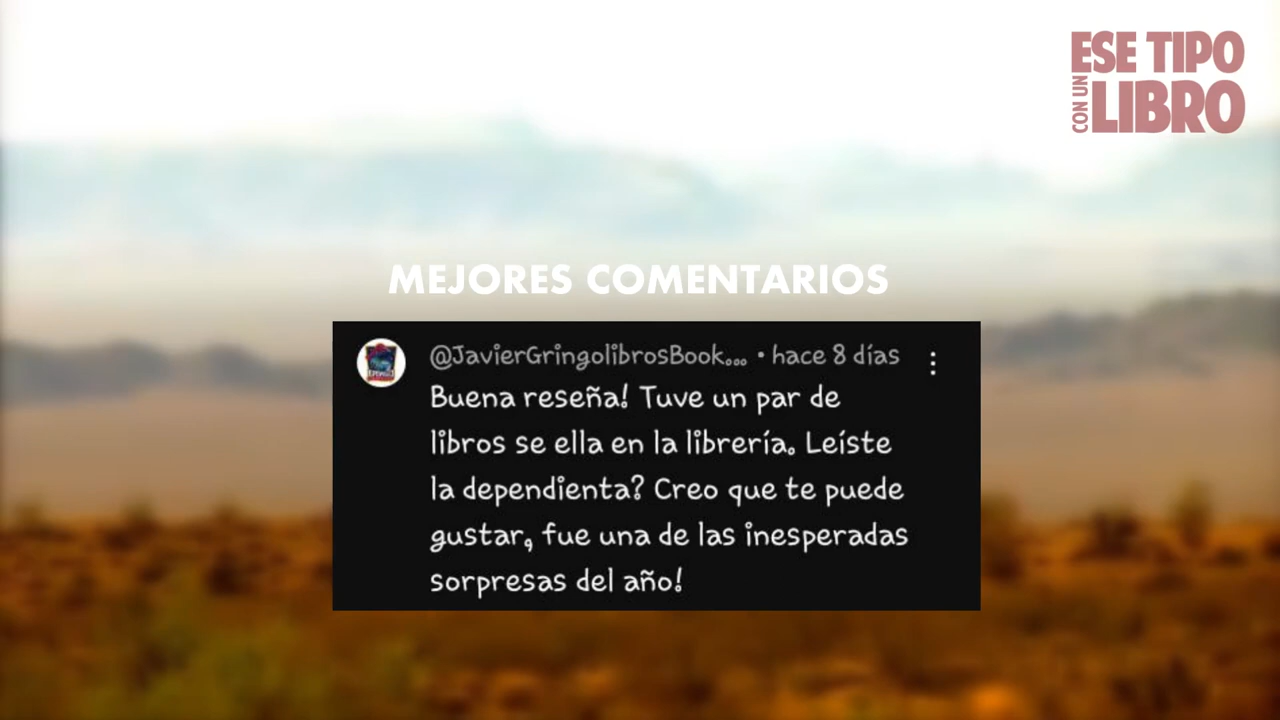 ESE TIPO
CON UN
LIBRO
MEJORES COMENTARIOS
@JavierGringolibrosBook... • hace 8 días
Buena reseña! Tuve un par de
libros se ella en la librería. Leíste
la dependienta? Creo que te puede
gustar, fue una de las inesperadas
sorpresas del año!